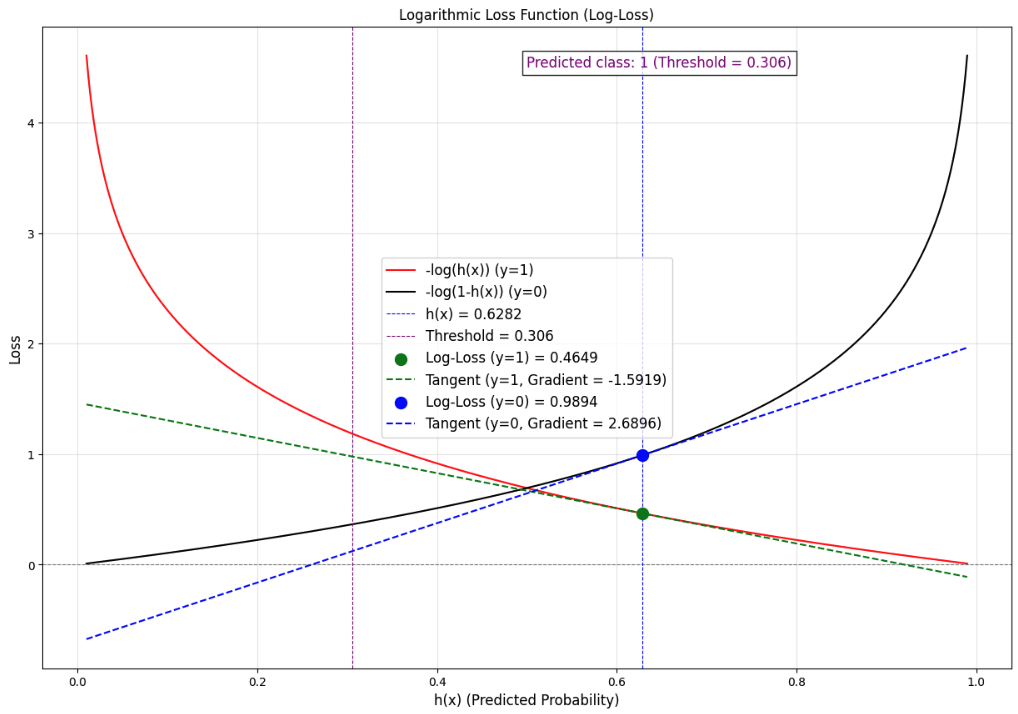 Logarithmic Loss Function (Log-Loss)
Predicted class: 1 (Threshold = 0.306)
Loss
4
3
2
1
0
-log(h(x)) (y=1)
-log(1-h(x)) (y=0)
h(x) = 0.6282
Threshold = 0.306
Log-Loss (y=1) = 0.4649
Tangent (y=1, Gradient = -1.5919)
Log-Loss (y=0) = 0.9894
Tangent (y=0, Gradient = 2.6896)
0.0 0.2 0.4 0.6 0.8 1.0
h(x) (Predicted Probability)